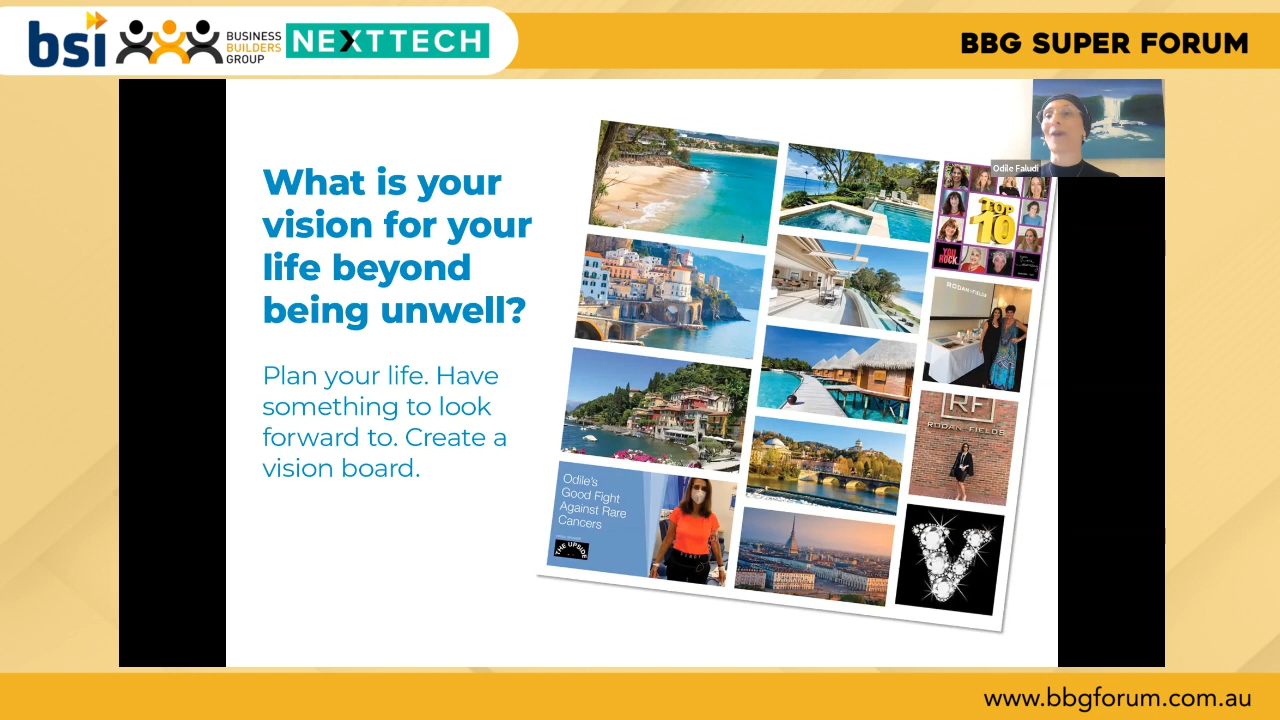 bsi
BUSINESS
BUILDERS
GROUP
NEXTTECH
BBG SUPER FORUM
Odile Faludi
What is your
vision for your
life beyond
being unwell?
Plan your life. Have
something to look
forward to. Create a
vision board.
TOP
10
YOU
ROCK
RODAN+FIELDS
RF
RODAN+FIELDS
Odile's
Good Fight
Against Rare
Cancers
THE UPSIDE
V
www.bbgforum.com.au